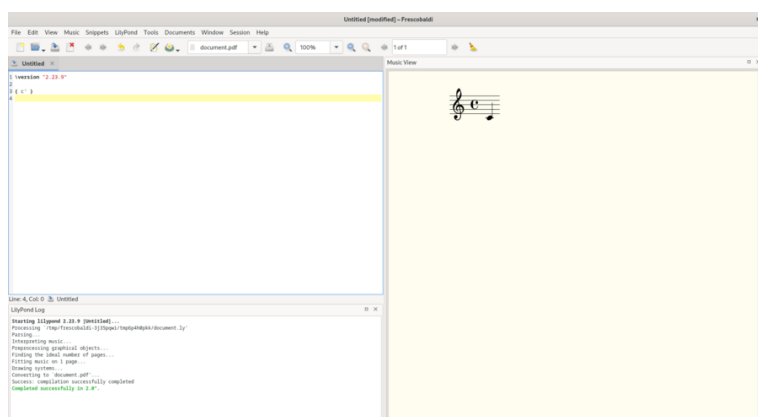 Untitled [modified] – Frescobaldi
File Edit View Music Snippets LilyPond Tools Documents Window Session Help
document.pdf 100% 1 of 1
Untitled
Music View
1 \version "2.23.9"
2
3 { c' }
4
Line: 4, Col: 0 Untitled
LilyPond Log
Starting lilypond 2.23.9 [Untitled]...
Parsing...
Interpreting music...
Preprocessing graphical objects...
Finding the ideal number of pages...
Fitting music on 1 page...
Drawing systems...
Converting to `document.pdf'...
Success: compilation successfully completed
Completed successfully in 2.0".